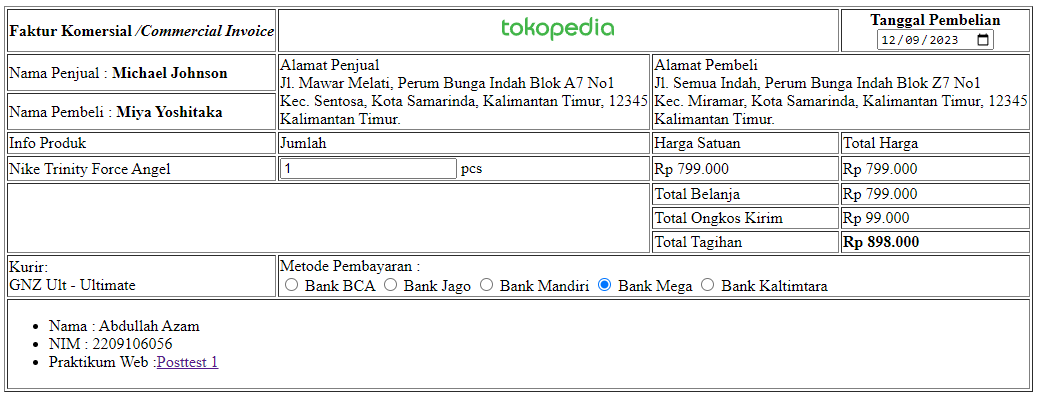 Faktur Komersial /Commercial Invoice
tokopedia
Tanggal Pembelian
12/09/2023
Nama Penjual : Michael Johnson
Nama Pembeli : Miya Yoshitaka
Alamat Penjual
Jl. Mawar Melati, Perum Bunga Indah Blok A7 No1
Kec. Sentosa, Kota Samarinda, Kalimantan Timur, 12345
Kalimantan Timur.
Alamat Pembeli
Jl. Semua Indah, Perum Bunga Indah Blok Z7 No1
Kec. Miramar, Kota Samarinda, Kalimantan Timur, 12345
Kalimantan Timur.
Info Produk Jumlah Harga Satuan Total Harga
Nike Trinity Force Angel 1 pcs Rp 799.000 Rp 799.000
Total Belanja Rp 799.000
Total Ongkos Kirim Rp 99.000
Total Tagihan Rp 898.000
Kurir:
GNZ Ult - Ultimate
Metode Pembayaran :
Bank BCA Bank Jago Bank Mandiri Bank Mega Bank Kaltimtara
Nama : Abdullah Azam
NIM : 2209106056
Praktikum Web :Posttest 1